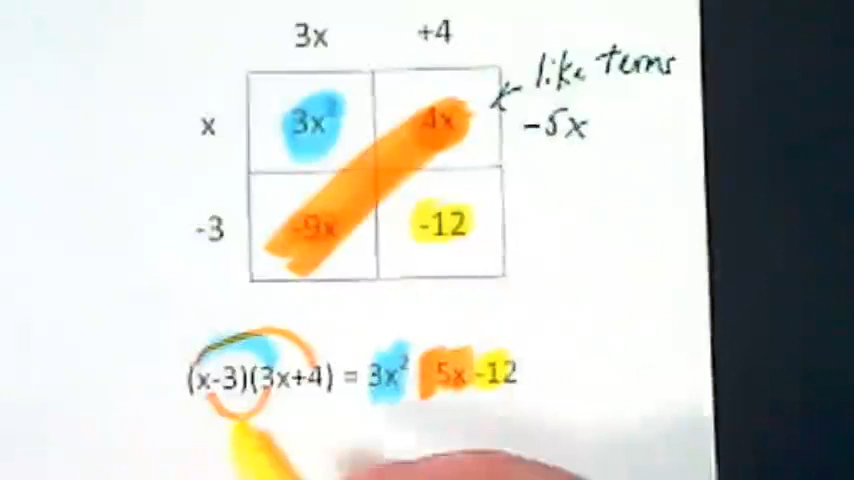 3x +4
like terms
x 3x² 4x -5x
-3 -9x -12
(x-3)(3x+4) = 3x² 5x -12